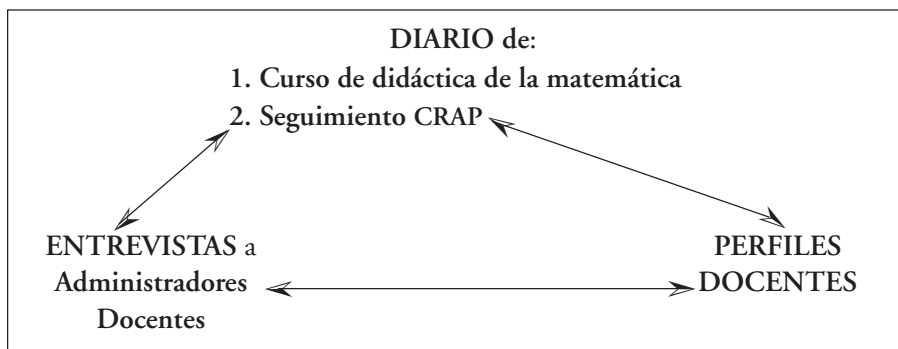 DIARIO de:
1. Curso de didáctica de la matemática
2. Seguimiento CRAP
ENTREVISTAS a
Administradores
Docentes
PERFILES
DOCENTES